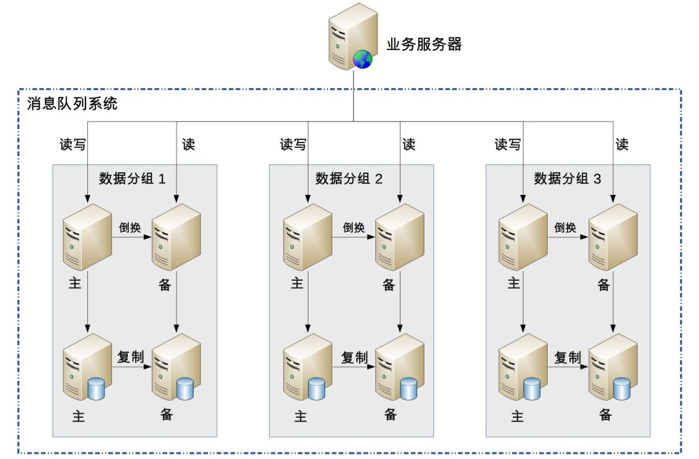 业务服务器
消息队列系统
读写 读 读写 读 读写 读
数据分组 1 数据分组 2 数据分组 3
倒换 倒换 倒换
主 备 主 备 主 备
复制 复制 复制
主 备 主 备 主 备